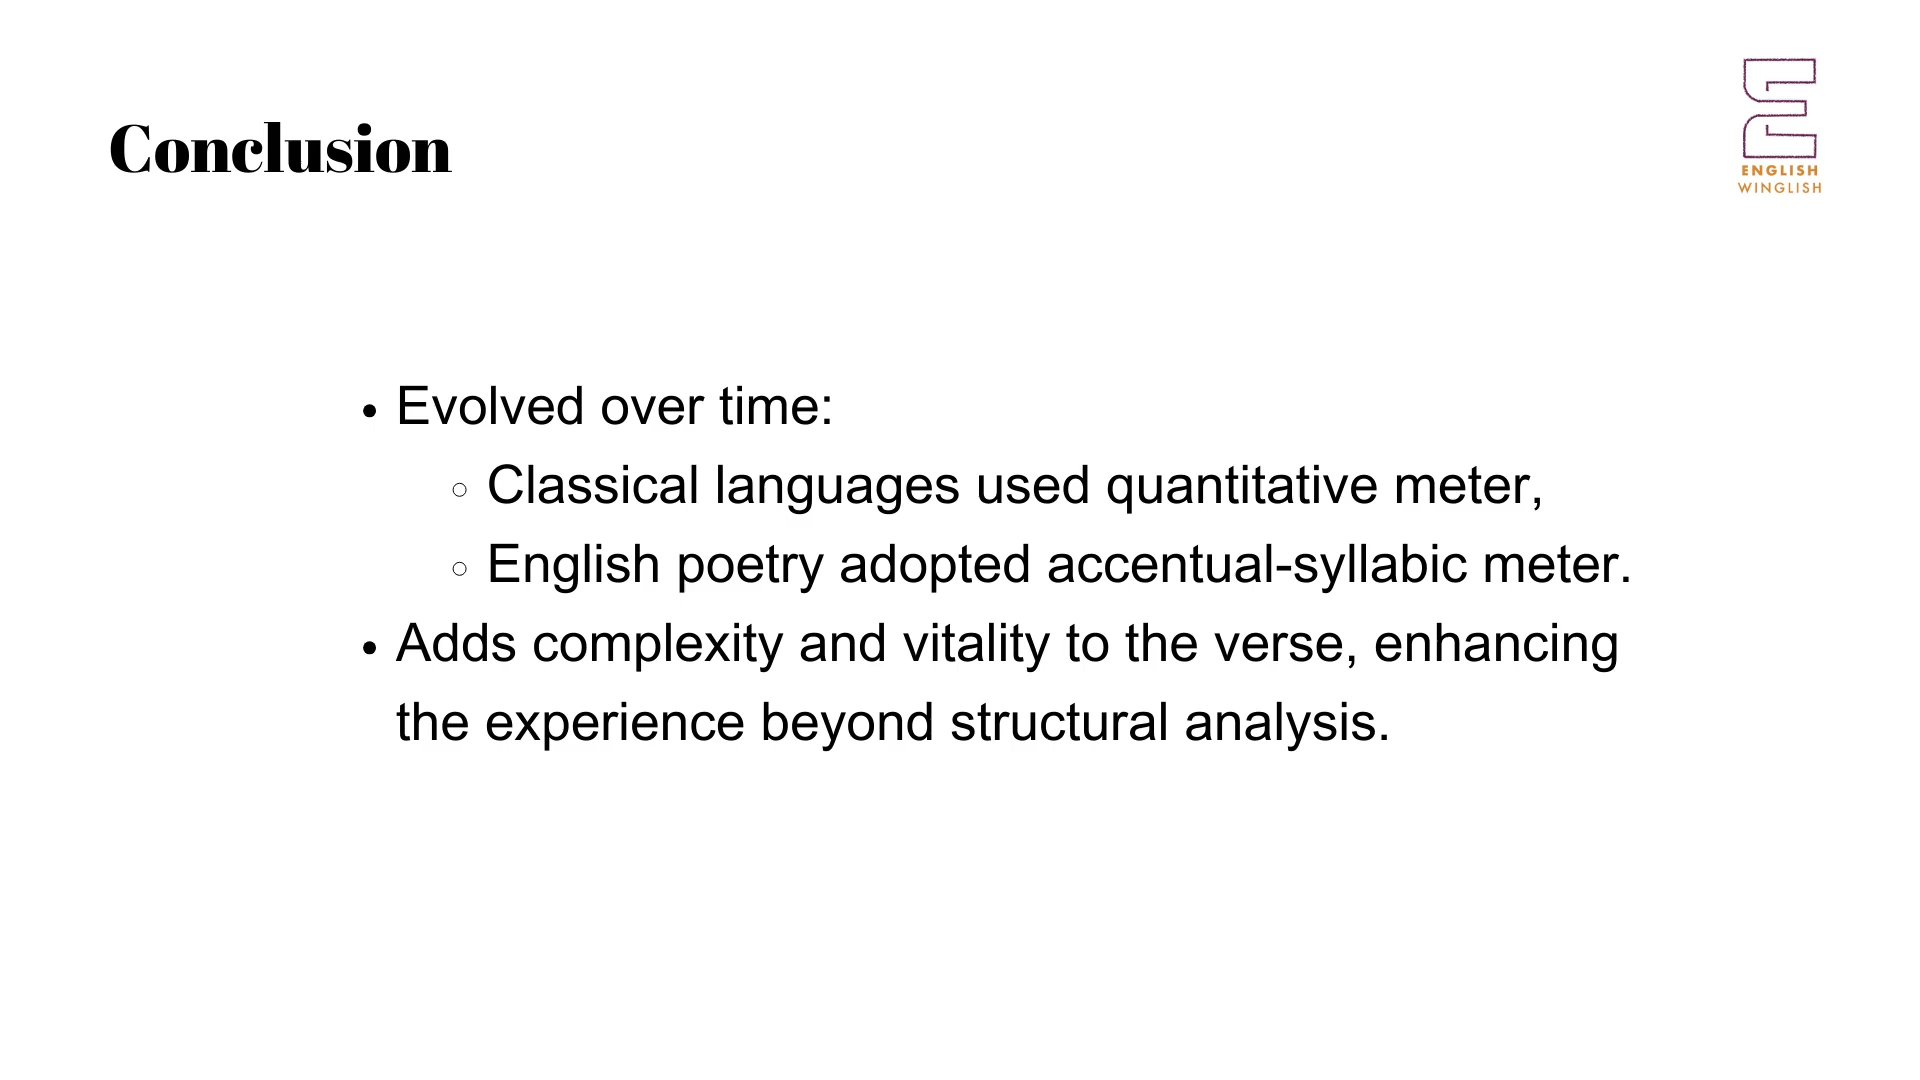 Conclusion
ENGLISH
WINGLISH
• Evolved over time:
◦ Classical languages used quantitative meter,
◦ English poetry adopted accentual-syllabic meter.
• Adds complexity and vitality to the verse, enhancing
the experience beyond structural analysis.